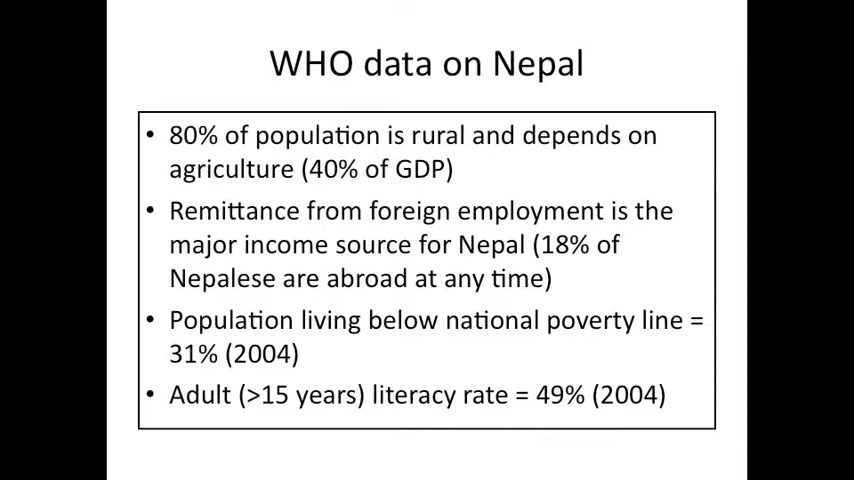 WHO data on Nepal
• 80% of population is rural and depends on
agriculture (40% of GDP)
• Remittance from foreign employment is the
major income source for Nepal (18% of
Nepalese are abroad at any time)
• Population living below national poverty line =
31% (2004)
• Adult (>15 years) literacy rate = 49% (2004)